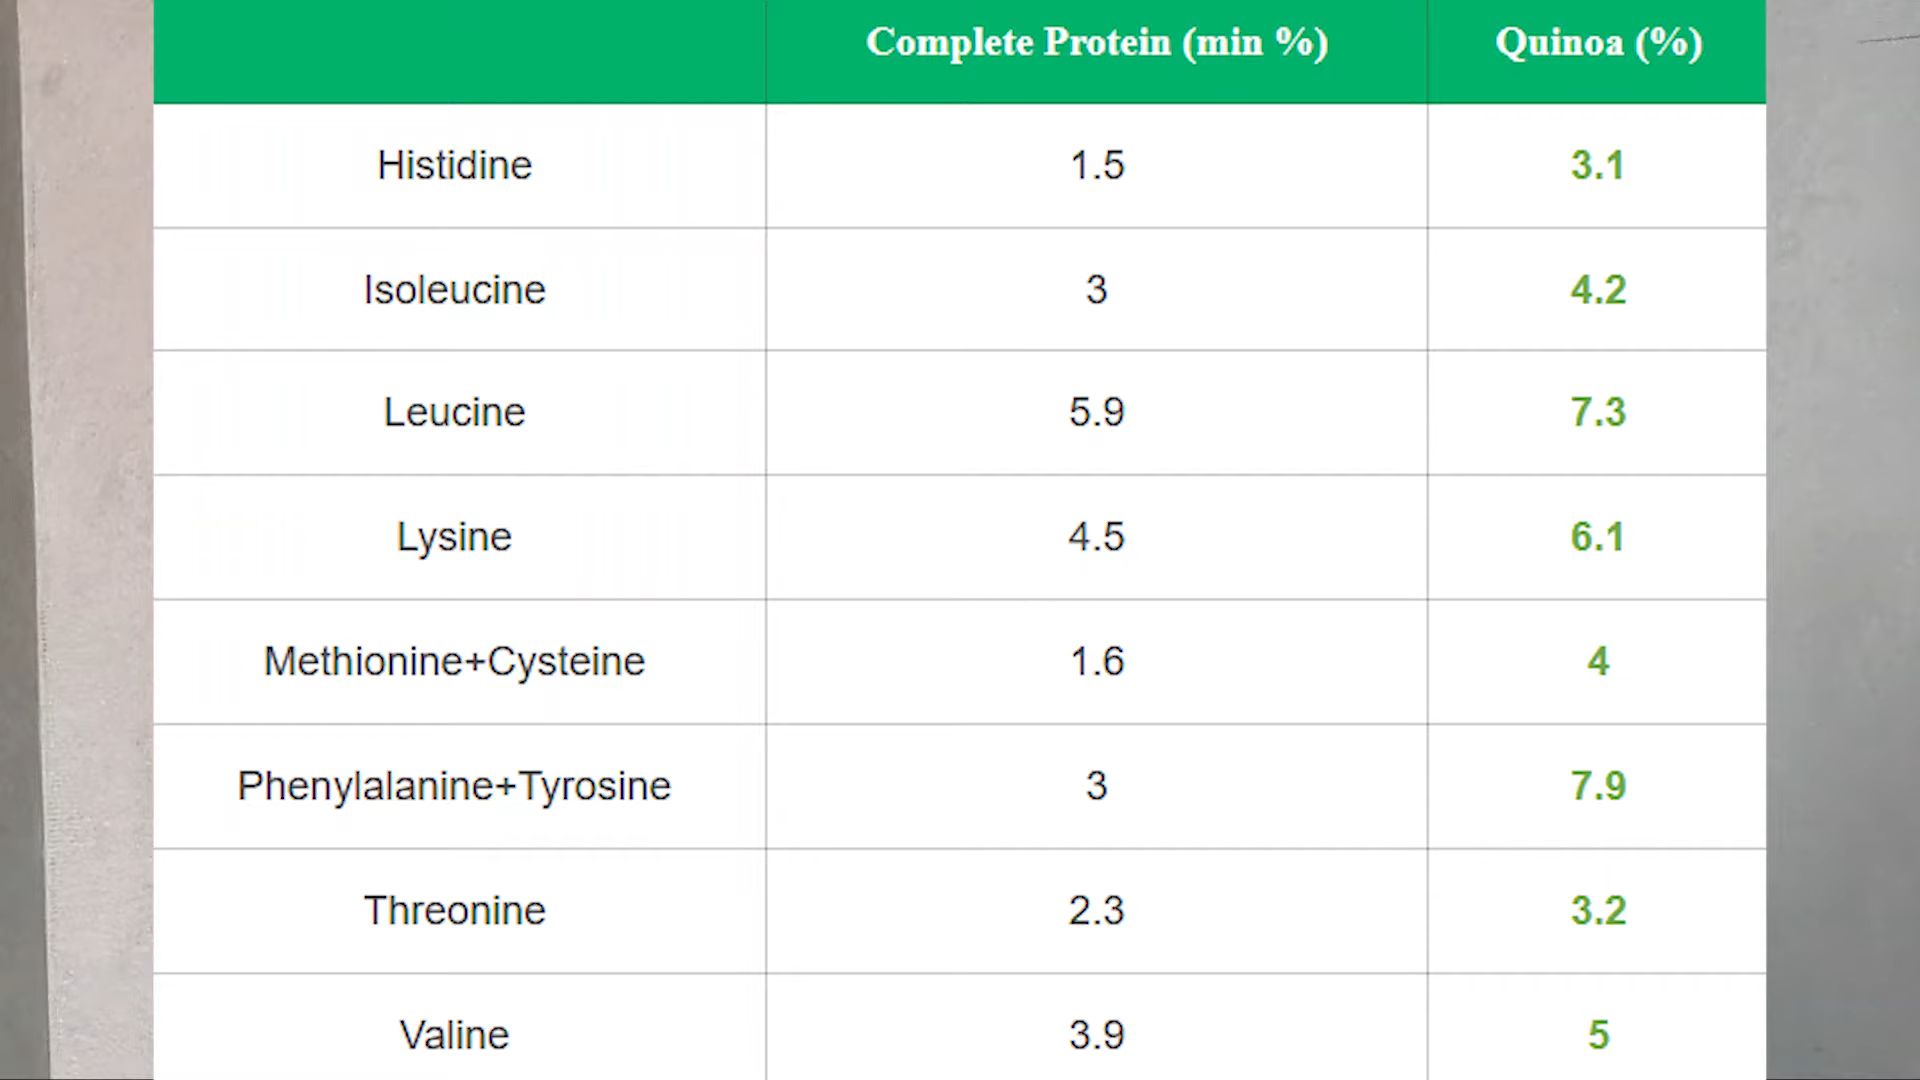 Complete Protein (min %) Quinoa (%)
Histidine 1.5 3.1
Isoleucine 3 4.2
Leucine 5.9 7.3
Lysine 4.5 6.1
Methionine+Cysteine 1.6 4
Phenylalanine+Tyrosine 3 7.9
Threonine 2.3 3.2
Valine 3.9 5